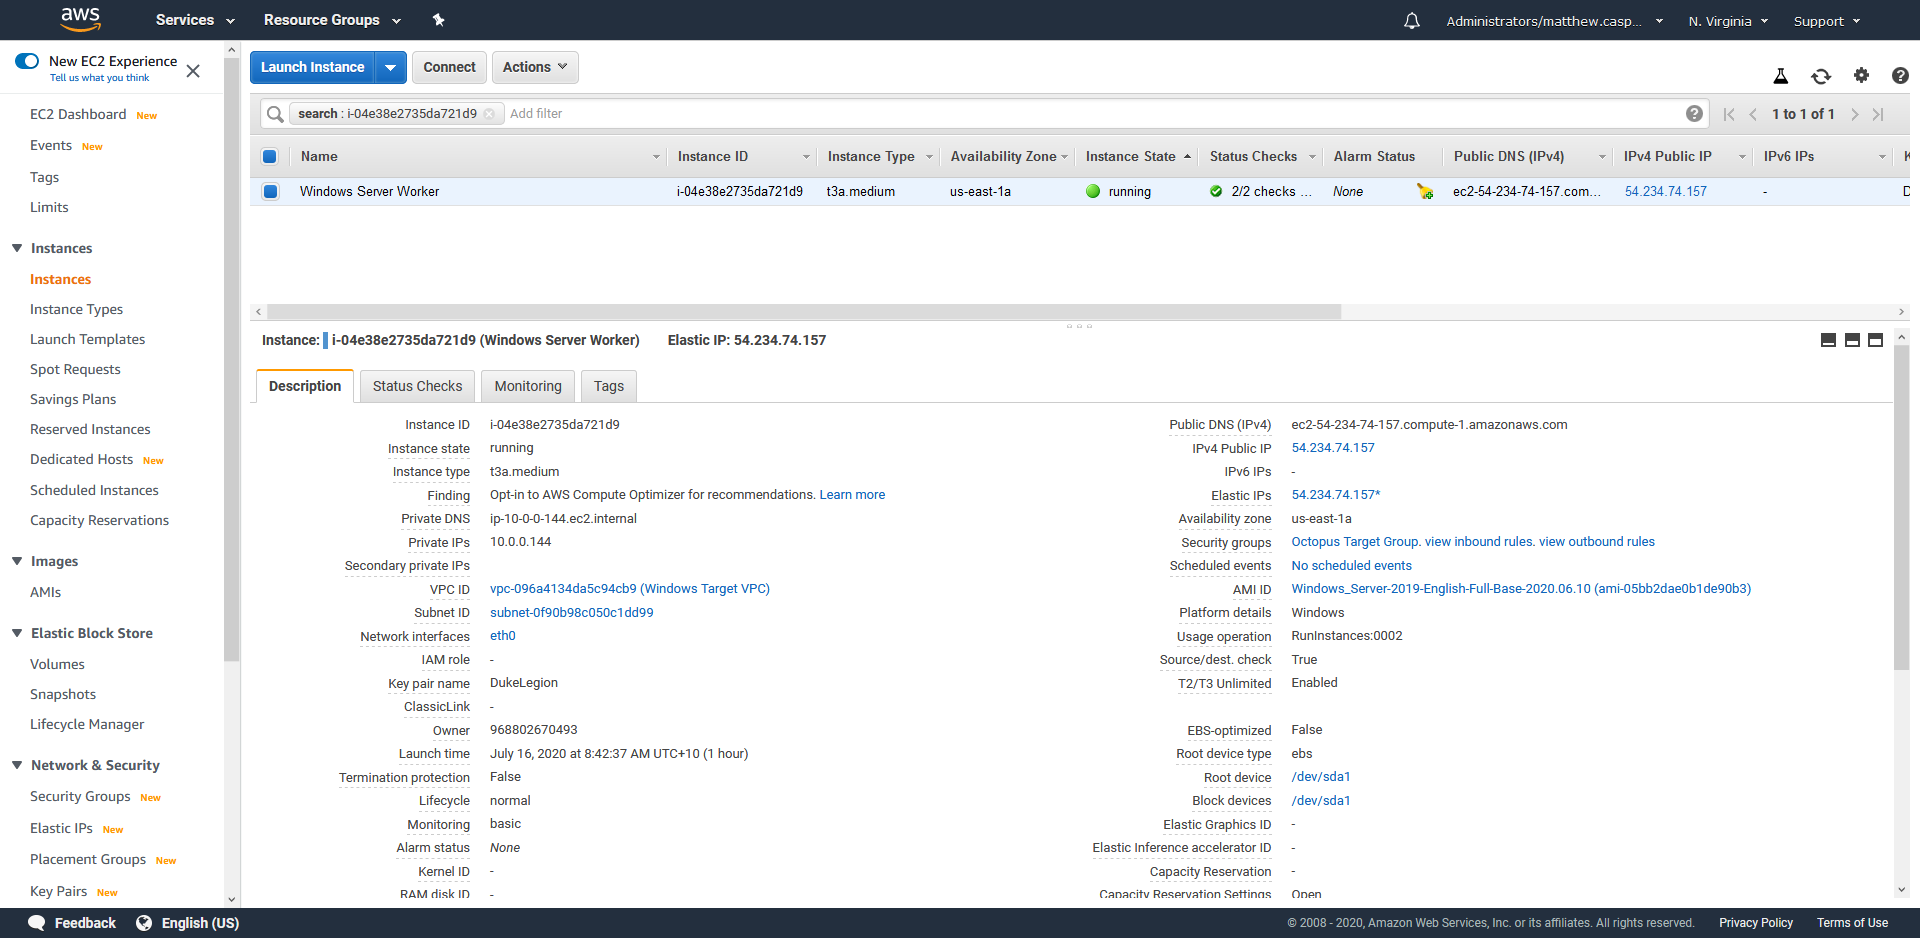 aws Services Resource Groups Administrators/matthew.casp... N. Virginia Support
New EC2 Experience
Tell us what you think
EC2 Dashboard New
Events New
Tags
Limits
Instances
Instances
Instance Types
Launch Templates
Spot Requests
Savings Plans
Reserved Instances
Dedicated Hosts New
Scheduled Instances
Capacity Reservations
Images
AMIs
Elastic Block Store
Volumes
Snapshots
Lifecycle Manager
Network & Security
Security Groups New
Elastic IPs New
Placement Groups New
Key Pairs New
Launch Instance Connect Actions
search : i-04e38e2735da721d9 Add filter 1 to 1 of 1
Name Instance ID Instance Type Availability Zone Instance State Status Checks Alarm Status Public DNS (IPv4) IPv4 Public IP IPv6 IPs
Windows Server Worker i-04e38e2735da721d9 t3a.medium us-east-1a running 2/2 checks ... None ec2-54-234-74-157.com... 54.234.74.157 -
Instance: i-04e38e2735da721d9 (Windows Server Worker) Elastic IP: 54.234.74.157
Description Status Checks Monitoring Tags
Instance ID i-04e38e2735da721d9 Public DNS (IPv4) ec2-54-234-74-157.compute-1.amazonaws.com
Instance state running IPv4 Public IP 54.234.74.157
Instance type t3a.medium IPv6 IPs -
Finding Opt-in to AWS Compute Optimizer for recommendations. Learn more Elastic IPs 54.234.74.157*
Private DNS ip-10-0-0-144.ec2.internal Availability zone us-east-1a
Private IPs 10.0.0.144 Security groups Octopus Target Group. view inbound rules. view outbound rules
Secondary private IPs Scheduled events No scheduled events
VPC ID vpc-096a4134da5c94cb9 (Windows Target VPC) AMI ID Windows_Server-2019-English-Full-Base-2020.06.10 (ami-05bb2dae0b1de90b3)
Subnet ID subnet-0f90b98c050c1dd99 Platform details Windows
Network interfaces eth0 Usage operation RunInstances:0002
IAM role - Source/dest. check True
Key pair name DukeLegion T2/T3 Unlimited Enabled
ClassicLink -
Owner 968802670493 EBS-optimized False
Launch time July 16, 2020 at 8:42:37 AM UTC+10 (1 hour) Root device type ebs
Termination protection False Root device /dev/sda1
Lifecycle normal Block devices /dev/sda1
Monitoring basic Elastic Graphics ID -
Alarm status None Elastic Inference accelerator ID -
Kernel ID - Capacity Reservation -
RAM disk ID - Capacity Reservation Settings Open
Feedback English (US) © 2008 - 2020, Amazon Web Services, Inc. or its affiliates. All rights reserved. Privacy Policy Terms of Use